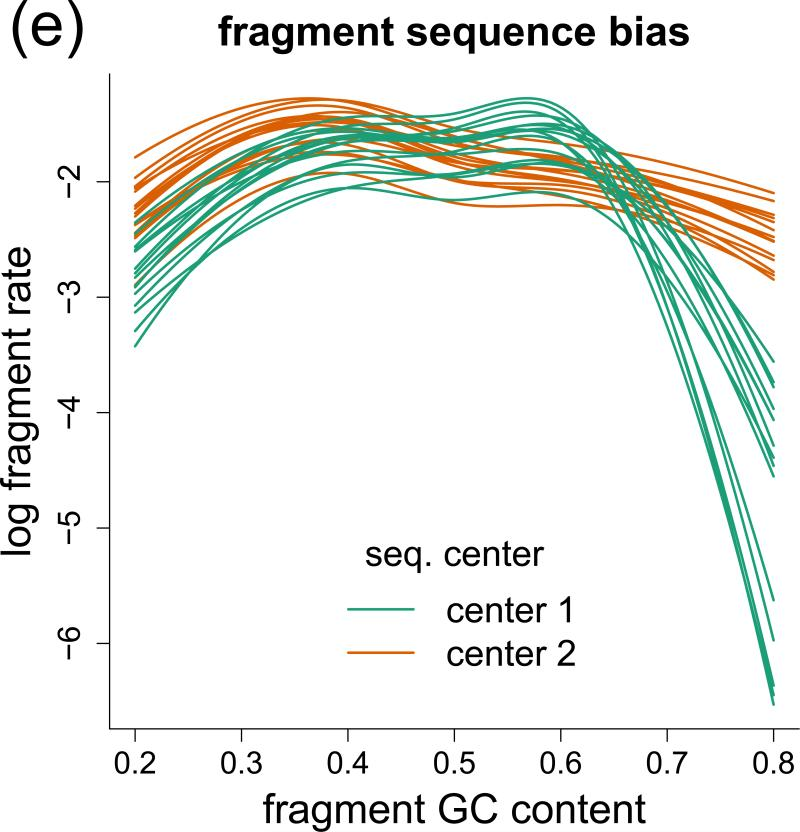 (e)
fragment sequence bias
log fragment rate
−2
−3
−4
−5
−6
seq. center
center 1
center 2
0.2 0.3 0.4 0.5 0.6 0.7 0.8
fragment GC content